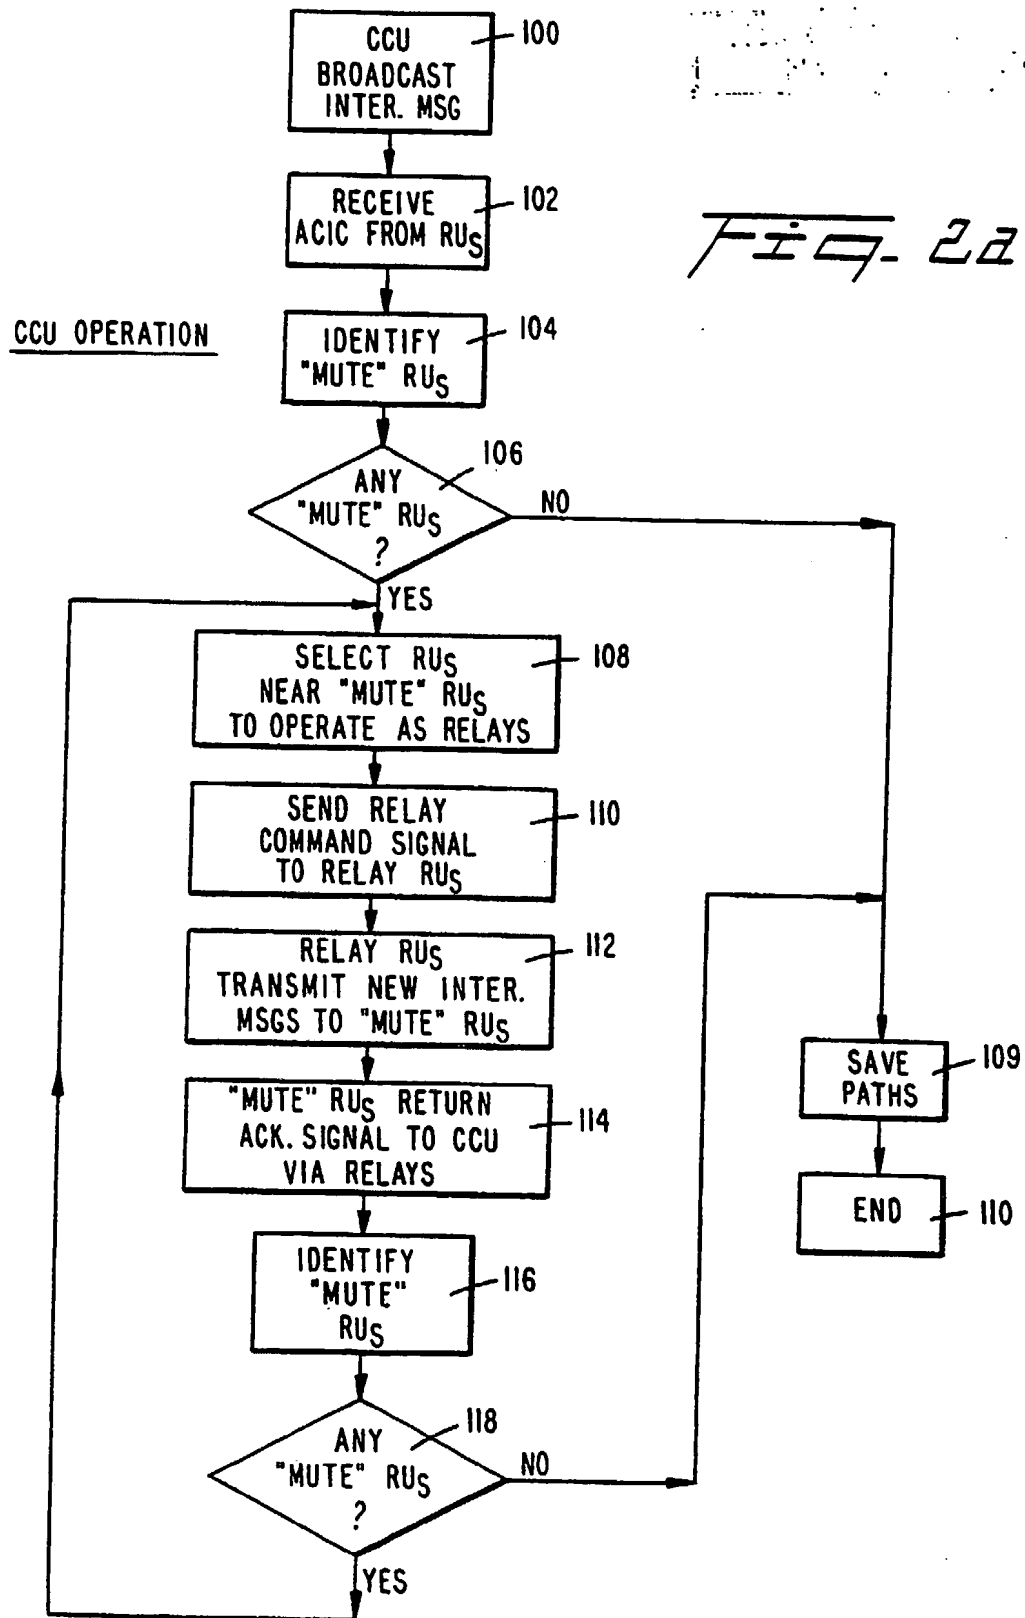 CCU
BROADCAST
INTER. MSG
100
RECEIVE
ACIC FROM RUS
102
Fig. 2a
CCU OPERATION
IDENTIFY
"MUTE" RUS
104
ANY
"MUTE" RUS
?
106
NO
YES
SELECT RUS
NEAR "MUTE" RUS
TO OPERATE AS RELAYS
108
SEND RELAY
COMMAND SIGNAL
TO RELAY RUS
110
RELAY RUS
TRANSMIT NEW INTER.
MSGS TO "MUTE" RUS
112
SAVE
PATHS
109
"MUTE" RUS RETURN
ACK. SIGNAL TO CCU
VIA RELAYS
114
END
110
IDENTIFY
"MUTE"
RUS
116
ANY
"MUTE" RUS
?
118
NO
YES